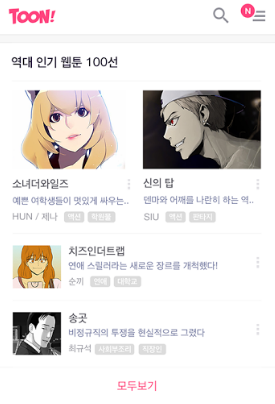 TOON!
N
역대 인기 웹툰 100선
소녀더와일즈
예쁜 여학생들이 멋있게 싸우는..
HUN / 제나 액션 학원물
신의 탑
덴마와 어깨를 나란히 하는 역..
SIU 액션 판타지
치즈인더트랩
연애 스릴러라는 새로운 장르를 개척했다!
순끼 연애 대학교
송곳
비정규직의 투쟁을 현실적으로 그렸다
최규석 사회부조리 직장인
모두보기